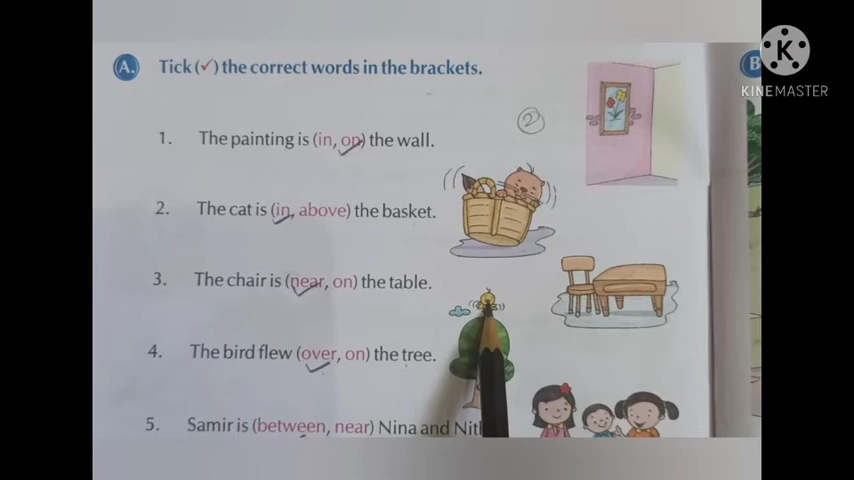 A. Tick (✓) the correct words in the brackets.
2
1. The painting is (in, on) the wall.
2. The cat is (in, above) the basket.
3. The chair is (near, on) the table.
4. The bird flew (over, on) the tree.
5. Samir is (between, near) Nina and
B
K
KINEMASTER